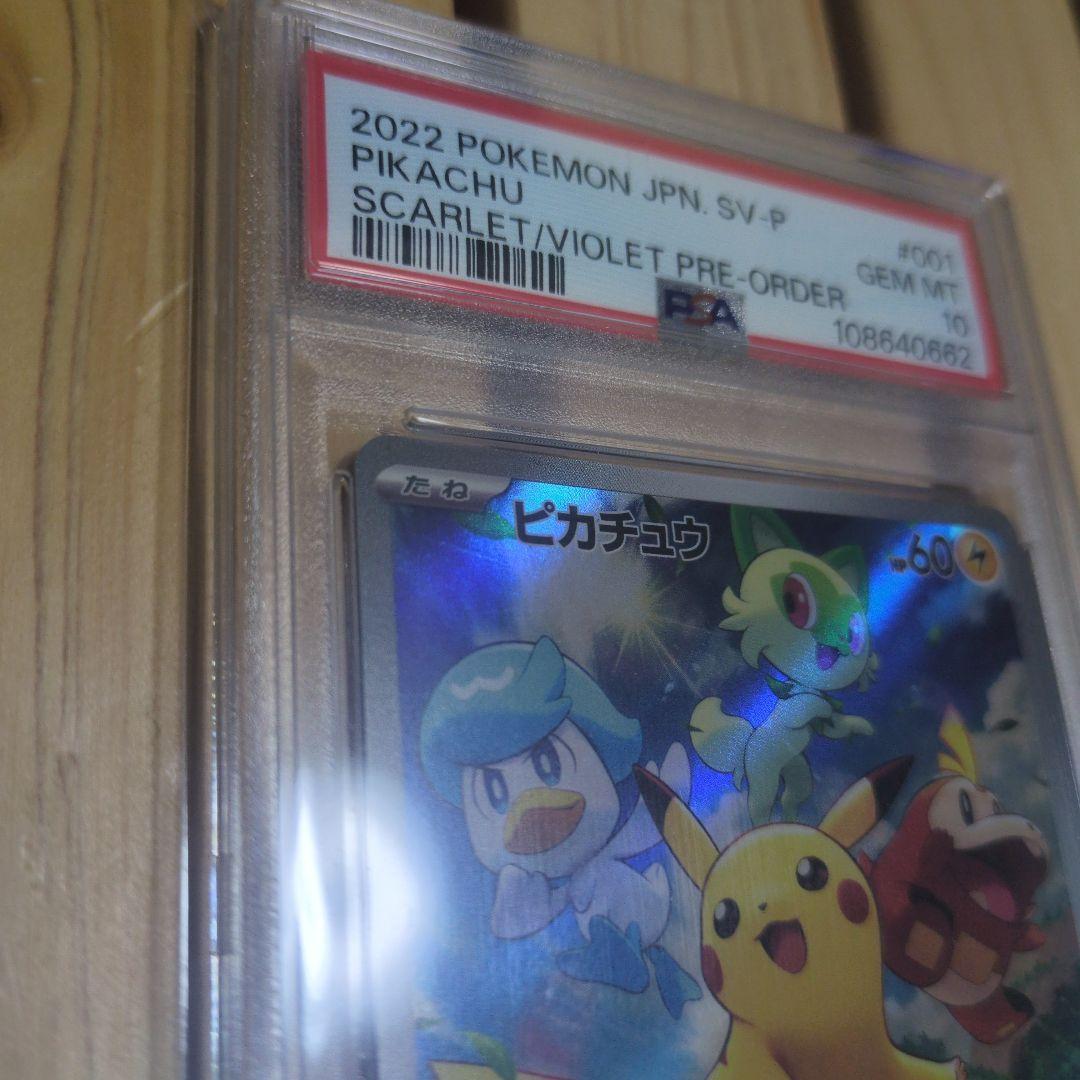 2022 POKEMON JPN. SV-P #001
PIKACHU GEM MT
SCARLET/VIOLET PRE-ORDER 10
PSA 108640662
たね
ピカチュウ HP60